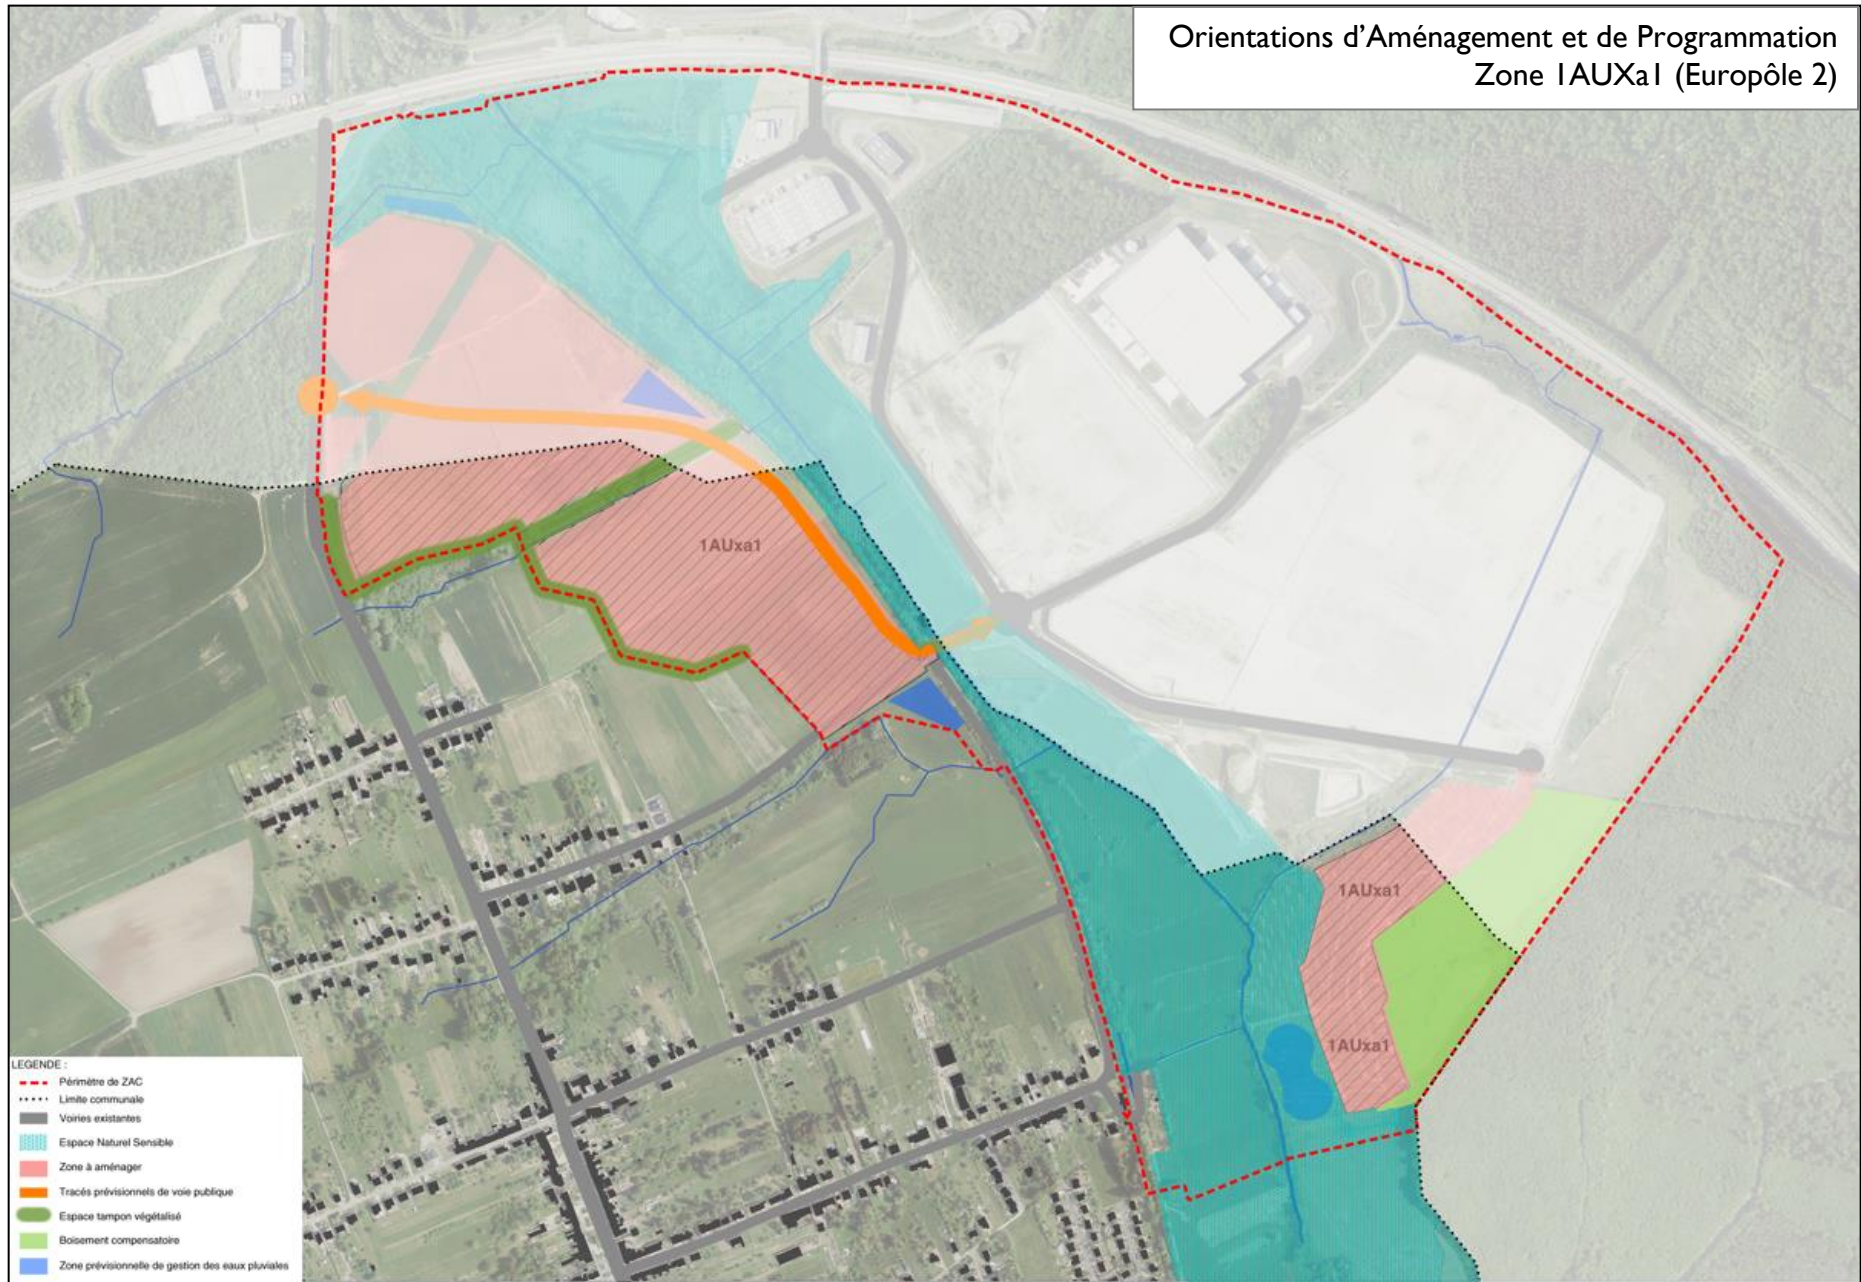 Orientations d'Aménagement et de Programmation
Zone 1AUXa1 (Europôle 2)
1AUxa1
1AUxa1
1AUxa1
LEGENDE :
Périmètre de ZAC
Limite communale
Voiries existantes
Espace Naturel Sensible
Zone à aménager
Tracés prévisionnels de voie publique
Espace tampon végétalisé
Boisement compensatoire
Zone prévisionnelle de gestion des eaux pluviales